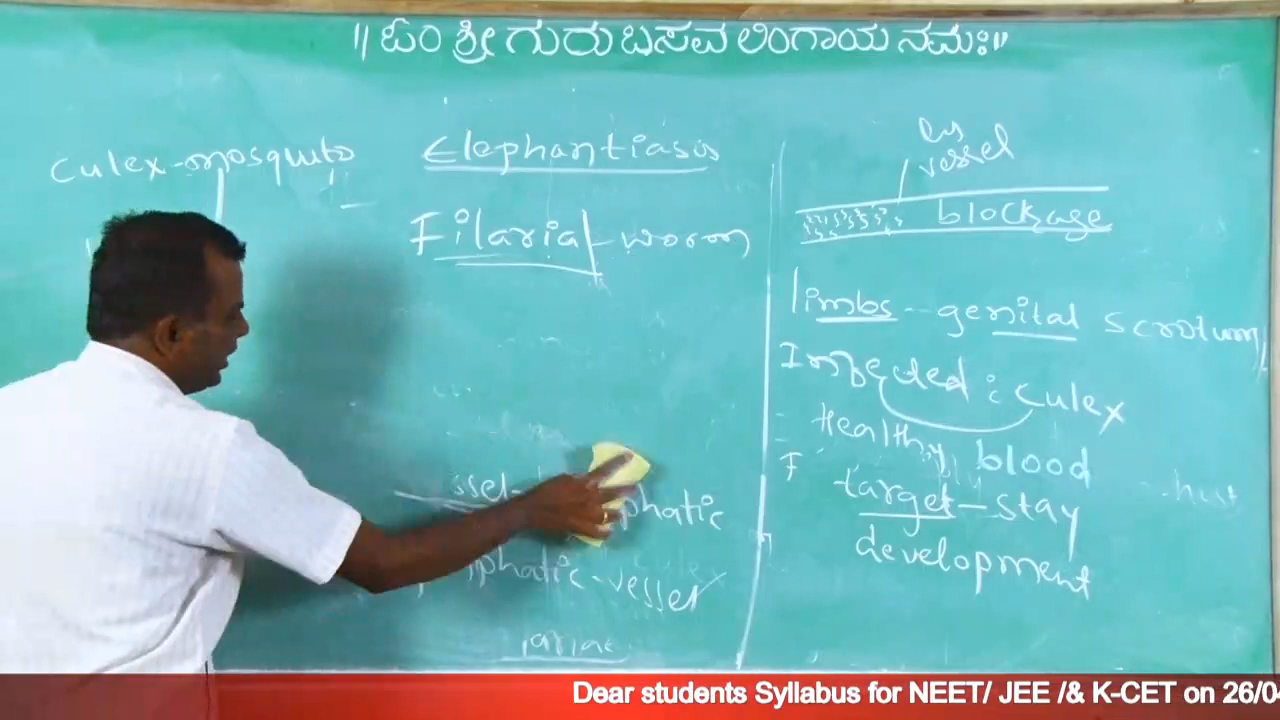 ॥ ಓಂ ಶ್ರೀ ಗುರು ಬಸವ ಲಿಂಗಾಯ ನಮಃ॥
Culex-mosquito
Elephantiasis
Filarial-worm
phatic
phatic-vessel
vessel
blockage
limbs - genital scrotum
Infected : Culex
Healthy blood
target - stay
development
Dear students Syllabus for NEET/ JEE /& K-CET on 26/0